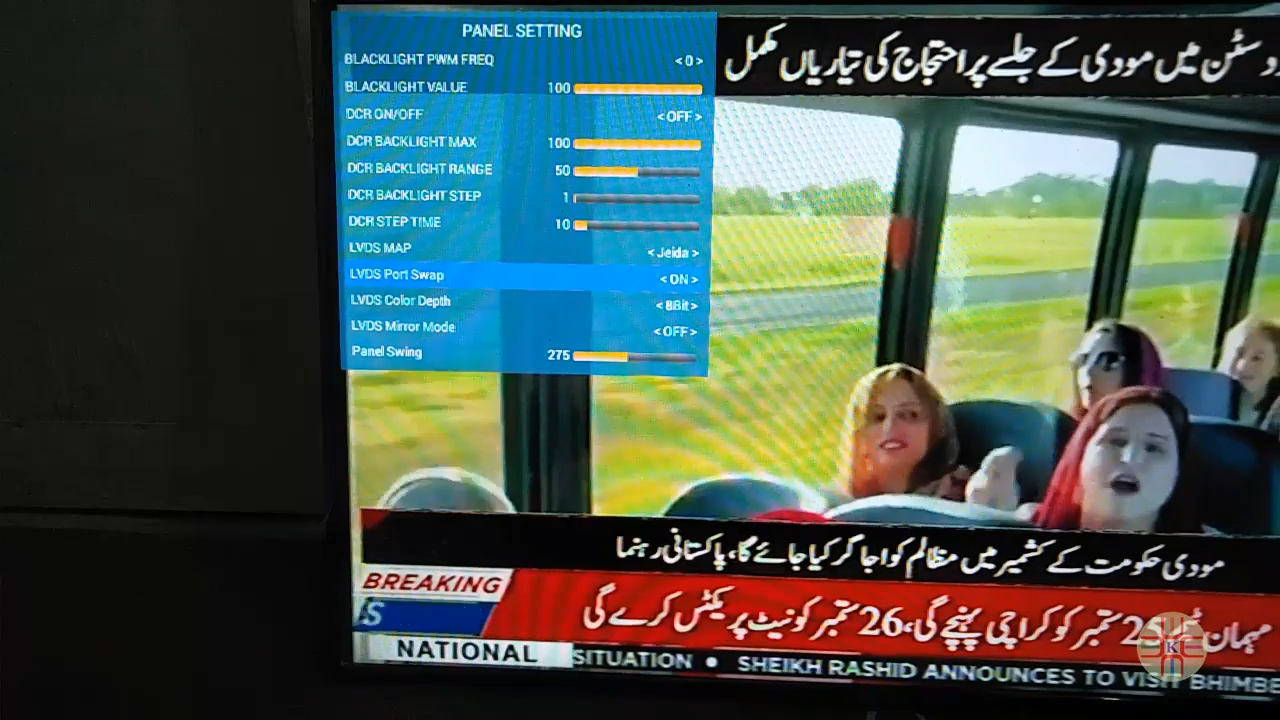 PANEL SETTING
BLACKLIGHT PWM FREQ <0>
BLACKLIGHT VALUE 100
DCR ON/OFF <OFF>
DCR BACKLIGHT MAX 100
DCR BACKLIGHT RANGE 50
DCR BACKLIGHT STEP 1
DCR STEP TIME 10
LVDS MAP <Jeida>
LVDS Port Swap <ON>
LVDS Color Depth <8Bit>
LVDS Mirror Mode <OFF>
Panel Swing 275
سٹن میں مودی کے جلسے پر احتجاج کی تیاریاں مکمل
مودی حکومت کے کشمیر میں مظالم کو اجاگر کیا جائے گا، پاکستانی رہنما
BREAKING
S
مہمان ستمبر کو کراچی پہنچے گی، 26 ستمبر کو نیٹ پریکٹس کرے گی
NATIONAL SITUATION • SHEIKH RASHID ANNOUNCES TO VISIT BHIMBE
K